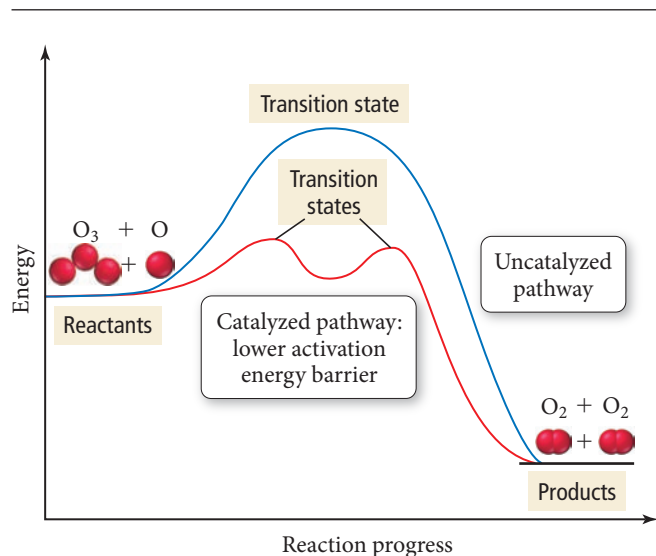 Transition state
Transition
states
O₃ + O
+
Reactants
Energy
Uncatalyzed
pathway
Catalyzed pathway:
lower activation
energy barrier
O₂ + O₂
+
Products
Reaction progress